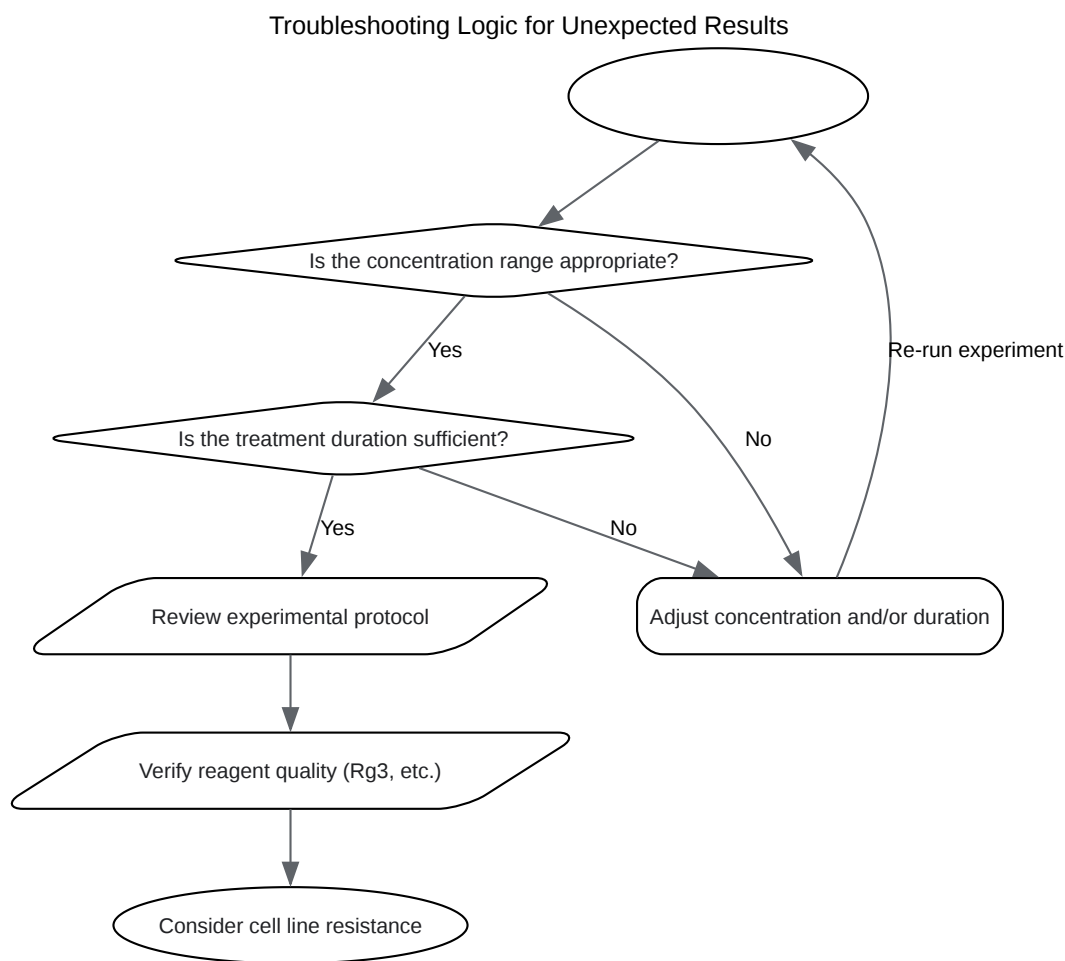 Troubleshooting Logic for Unexpected Results
Is the concentration range appropriate?
Yes
Re-run experiment
Is the treatment duration sufficient?
No
Yes
No
Review experimental protocol
Adjust concentration and/or duration
Verify reagent quality (Rg3, etc.)
Consider cell line resistance